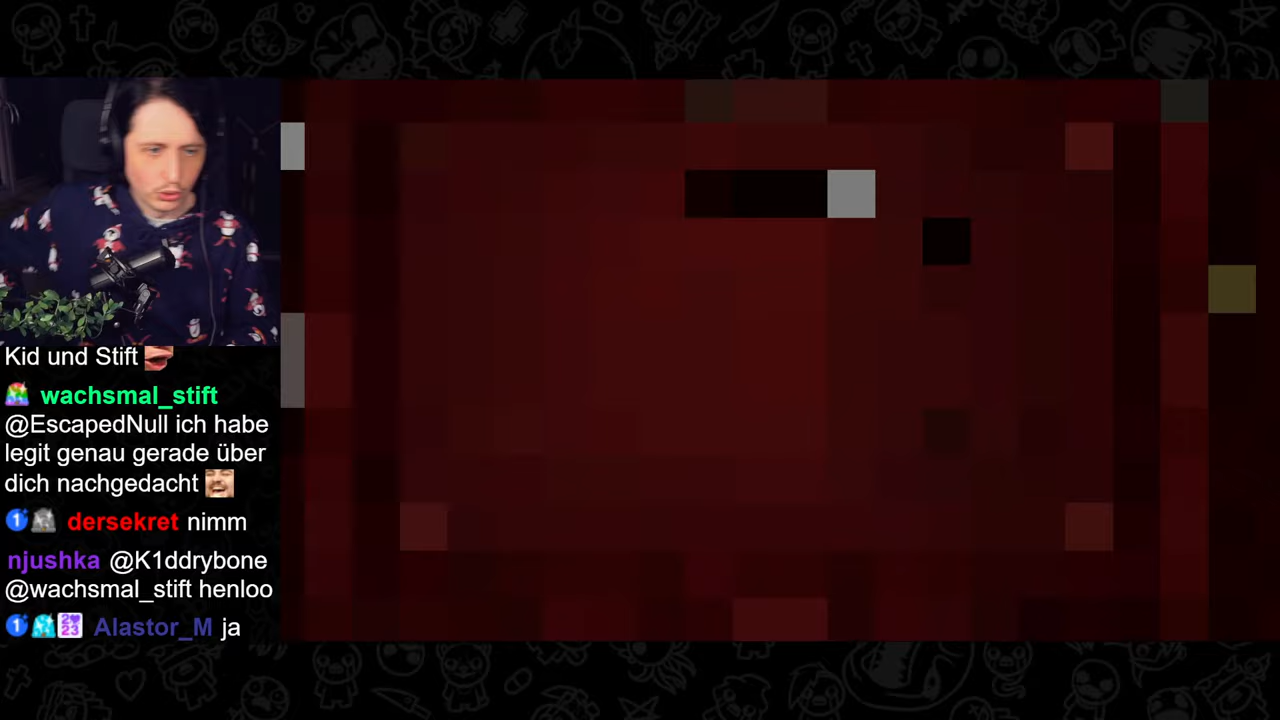 Kid und Stift
wachsmal_stift
@EscapedNull ich habe
legit genau gerade über
dich nachgedacht
dersekret nimm
njushka @K1ddrybone
@wachsmal_stift henloo
Alastor_M ja